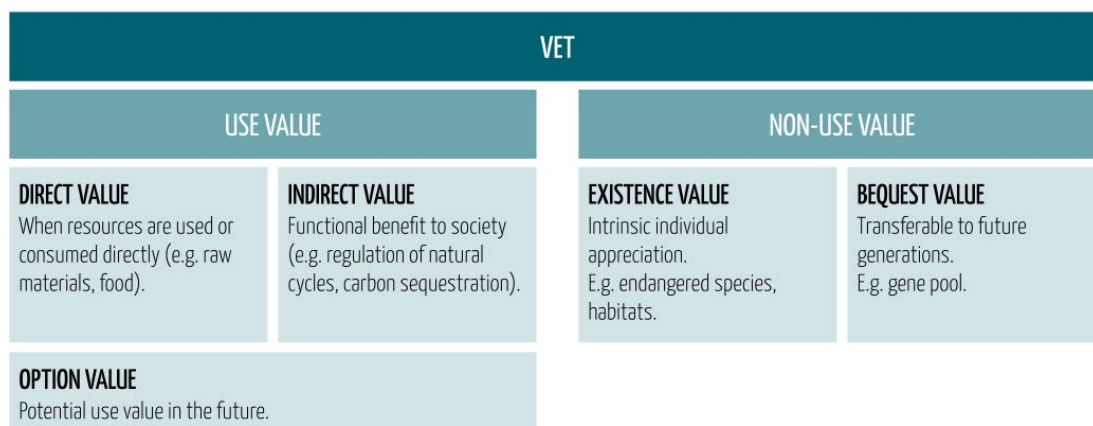 VET
USE VALUE
NON-USE VALUE
DIRECT VALUE
When resources are used or
consumed directly (e.g. raw
materials, food).
INDIRECT VALUE
Functional benefit to society
(e.g. regulation of natural
cycles, carbon sequestration).
EXISTENCE VALUE
Intrinsic individual
appreciation.
E.g. endangered species,
habitats.
BEQUEST VALUE
Transferable to future
generations.
E.g. gene pool.
OPTION VALUE
Potential use value in the future.